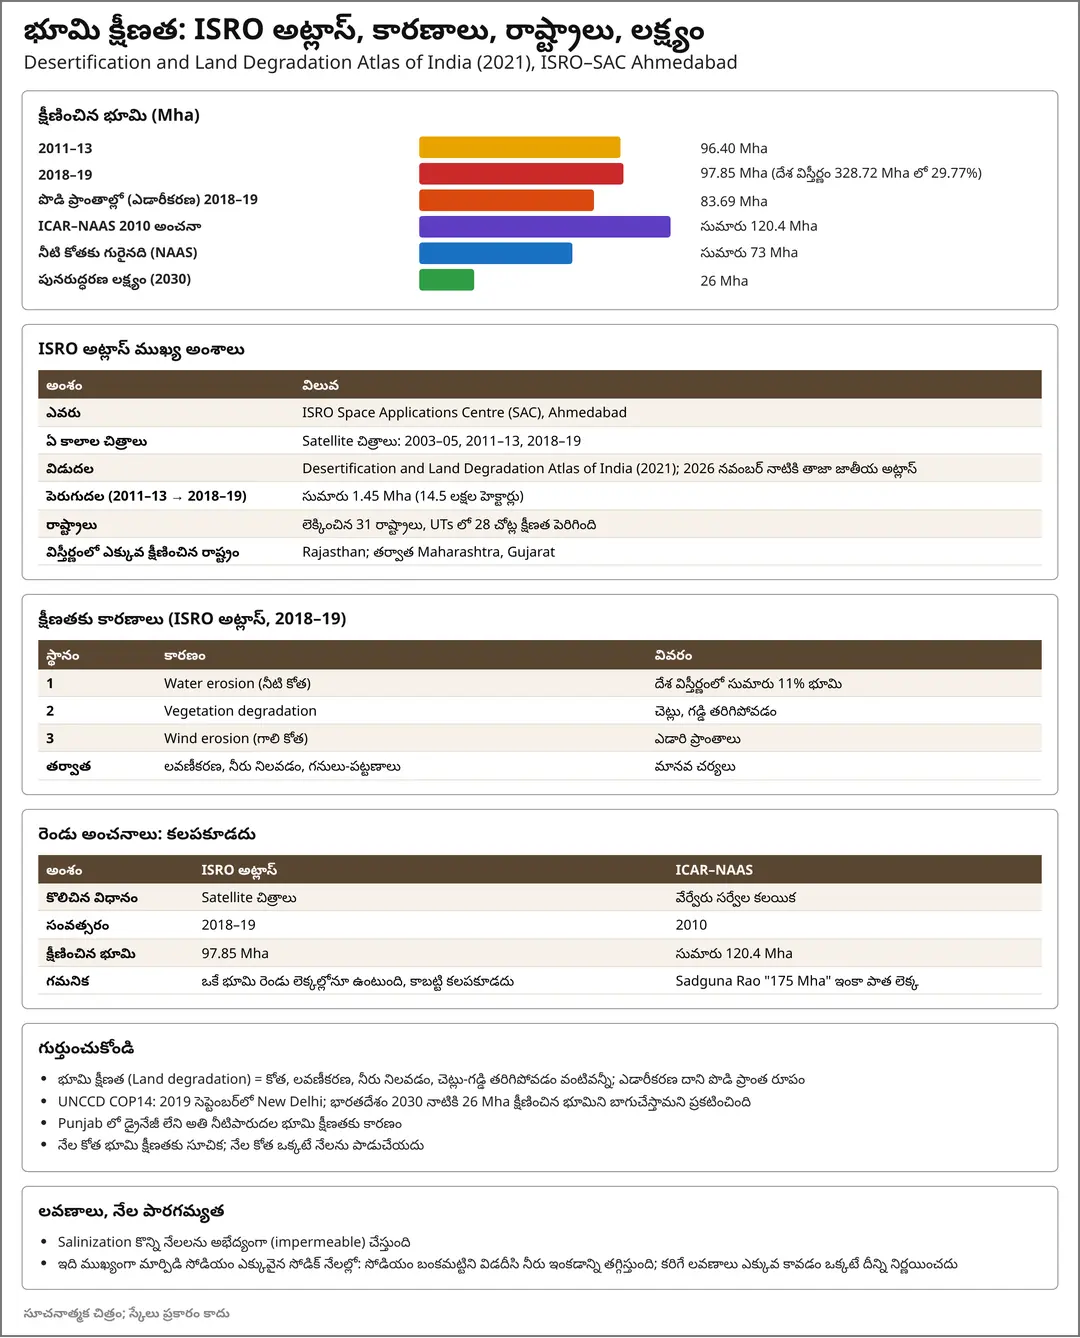 భూమి క్షీణత: ISRO అట్లాస్, కారణాలు, రాష్ట్రాలు, లక్ష్యం
Desertification and Land Degradation Atlas of India (2021), ISRO–SAC Ahmedabad
క్షీణించిన భూమి (Mha)
2011–13 96.40 Mha
2018–19 97.85 Mha (దేశ విస్తీర్ణం 328.72 Mha లో 29.77%)
పొడి ప్రాంతాల్లో (ఎడారీకరణ) 2018–19 83.69 Mha
ICAR–NAAS 2010 అంచనా సుమారు 120.4 Mha
నీటి కోతకు గురైనది (NAAS) సుమారు 73 Mha
పునరుద్ధరణ లక్ష్యం (2030) 26 Mha
ISRO అట్లాస్ ముఖ్య అంశాలు
అంశం విలువ
ఎవరు ISRO Space Applications Centre (SAC), Ahmedabad
ఏ కాలాల చిత్రాలు Satellite చిత్రాలు: 2003–05, 2011–13, 2018–19
విడుదల Desertification and Land Degradation Atlas of India (2021); 2026 నవంబర్ నాటికి తాజా జాతీయ అట్లాస్
పెరుగుదల (2011–13 → 2018–19) సుమారు 1.45 Mha (14.5 లక్షల హెక్టార్లు)
రాష్ట్రాలు లెక్కించిన 31 రాష్ట్రాలు, UTs లో 28 చోట్ల క్షీణత పెరిగింది
విస్తీర్ణంలో ఎక్కువ క్షీణించిన రాష్ట్రం Rajasthan; తర్వాత Maharashtra, Gujarat
క్షీణతకు కారణాలు (ISRO అట్లాస్, 2018–19)
స్థానం కారణం వివరం
1 Water erosion (నీటి కోత) దేశ విస్తీర్ణంలో సుమారు 11% భూమి
2 Vegetation degradation చెట్లు, గడ్డి తరిగిపోవడం
3 Wind erosion (గాలి కోత) ఎడారి ప్రాంతాలు
తర్వాత లవణీకరణ, నీరు నిలవడం, గనులు-పట్టణాలు మానవ చర్యలు
రెండు అంచనాలు: కలపకూడదు
అంశం ISRO అట్లాస్ ICAR–NAAS
కొలిచిన విధానం Satellite చిత్రాలు వేర్వేరు సర్వేల కలయిక
సంవత్సరం 2018–19 2010
క్షీణించిన భూమి 97.85 Mha సుమారు 120.4 Mha
గమనిక ఒకే భూమి రెండు లెక్కల్లోనూ ఉంటుంది, కాబట్టి కలపకూడదు Sadguna Rao "175 Mha" ఇంకా పాత లెక్క
గుర్తుంచుకోండి
• భూమి క్షీణత (Land degradation) = కోత, లవణీకరణ, నీరు నిలవడం, చెట్లు-గడ్డి తరిగిపోవడం వంటివన్నీ; ఎడారీకరణ దాని పొడి ప్రాంత రూపం
• UNCCD COP14: 2019 సెప్టెంబర్‌లో New Delhi; భారతదేశం 2030 నాటికి 26 Mha క్షీణించిన భూమిని బాగుచేస్తామని ప్రకటించింది
• Punjab లో డ్రైనేజీ లేని అతి నీటిపారుదల భూమి క్షీణతకు కారణం
• నేల కోత భూమి క్షీణతకు సూచిక; నేల కోత ఒక్కటే నేలను పాడుచేయదు
లవణాలు, నేల పారగమ్యత
• Salinization కొన్ని నేలలను అభేద్యంగా (impermeable) చేస్తుంది
• ఇది ముఖ్యంగా మార్పిడి సోడియం ఎక్కువైన సోడిక్ నేలల్లో: సోడియం బంకమట్టిని విడదీసి నీరు ఇంకడాన్ని తగ్గిస్తుంది; కరిగే లవణాలు ఎక్కువ కావడం ఒక్కటే దీన్ని నిర్ణయించదు
సూచనాత్మక చిత్రం; స్కేలు ప్రకారం కాదు